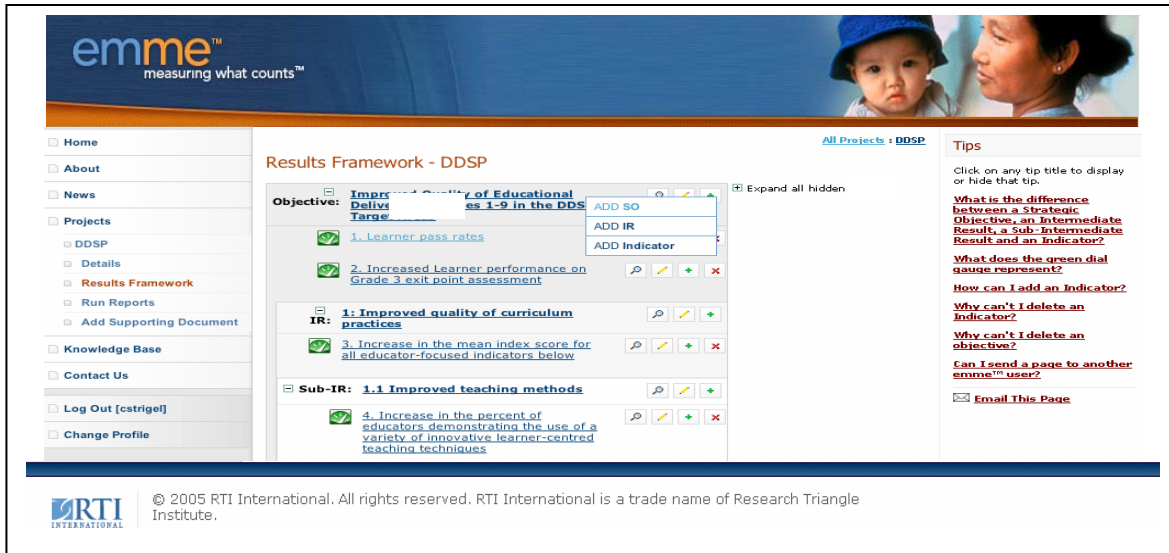 emme™
measuring what counts™
Home
About
News
Projects
DDSP
Details
Results Framework
Run Reports
Add Supporting Document
Knowledge Base
Contact Us
Log Out [cstrigel]
Change Profile
All Projects : DDSP
Results Framework - DDSP
Objective:
of Educational
1-9 in the DDS
ADD SO
ADD IR
ADD Indicator
1. Learner pass rates
2. Increased Learner performance on
Grade 3 exit point assessment
IR: 1: Improved quality of curriculum
practices
3. Increase in the mean index score for
all educator-focused indicators below
Sub-IR: 1.1 Improved teaching methods
4. Increase in the percent of
educators demonstrating the use of a
variety of innovative learner-centred
teaching techniques
Expand all hidden
Tips
Click on any tip title to display
or hide that tip.
What is the difference
between a Strategic
Objective, an Intermediate
Result, a Sub-Intermediate
Result and an Indicator?
What does the green dial
gauge represent?
How can I add an Indicator?
Why can't I delete an
Indicator?
Why can't I delete an
objective?
Can I send a page to another
emme™ user?
Email This Page
RTI
INTERNATIONAL
© 2005 RTI International. All rights reserved. RTI International is a trade name of Research Triangle
Institute.